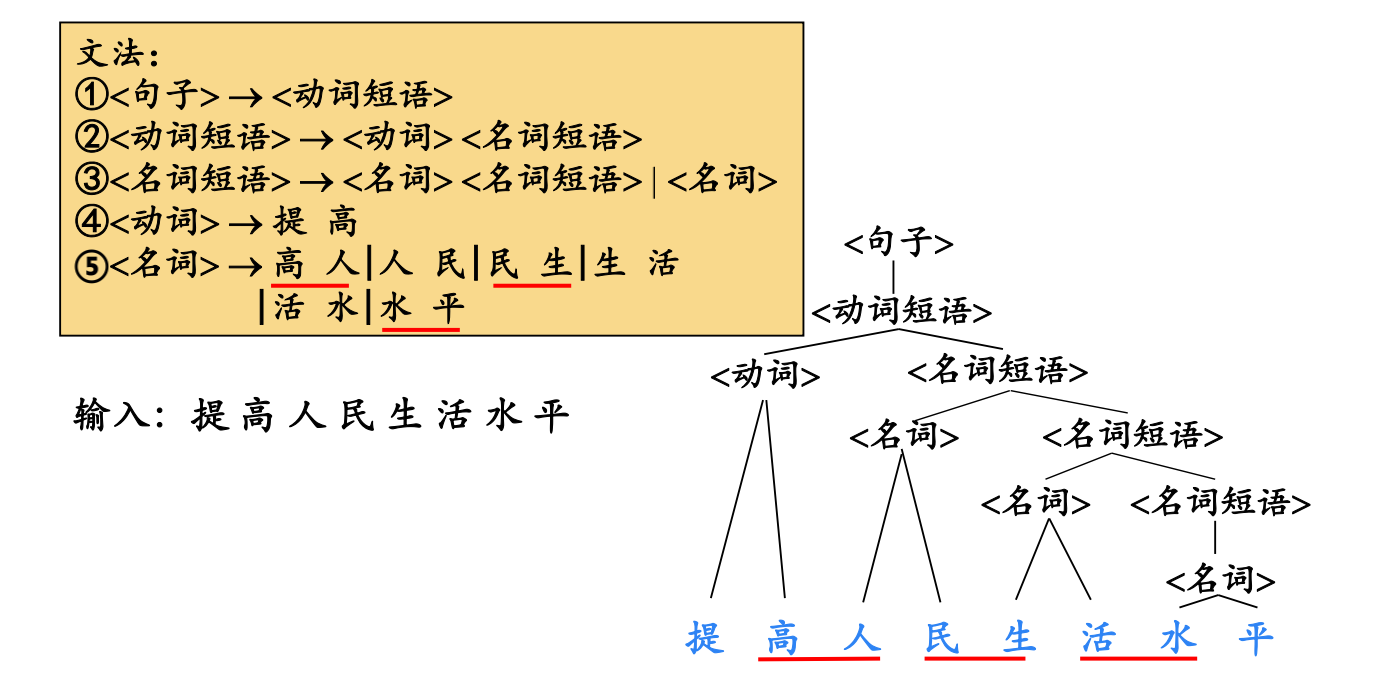 文法：
①<句子> → <动词短语>
②<动词短语> → <动词> <名词短语>
③<名词短语> → <名词> <名词短语> | <名词>
④<动词> → 提 高
⑤<名词> → 高 人|人 民|民 生|生 活
|活 水|水 平
输入：提 高 人 民 生 活 水 平
<句子>
<动词短语>
<动词> <名词短语>
<名词> <名词短语>
<名词> <名词短语>
<名词>
提 高 人 民 生 活 水 平